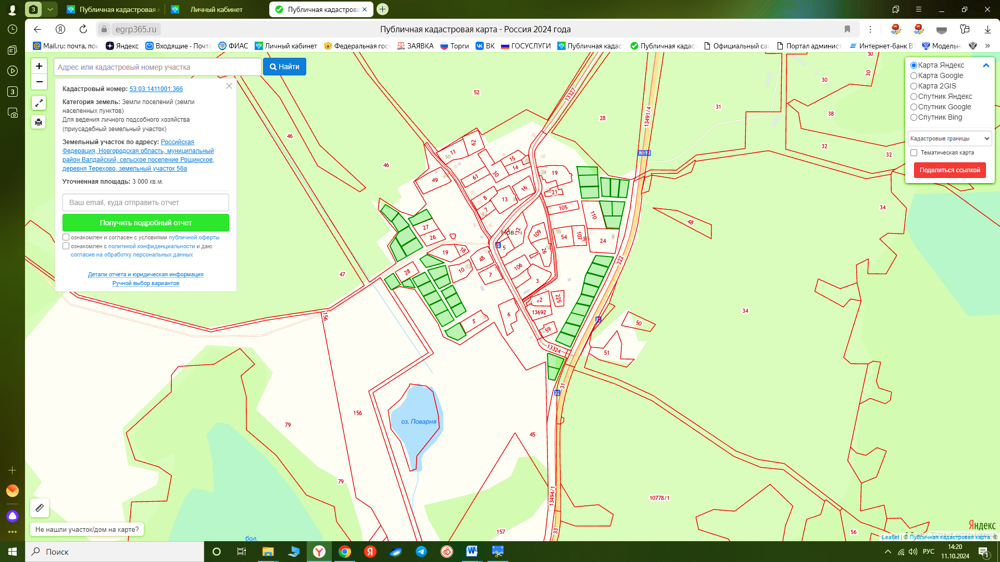 3
Публичная кадастровая к
Личный кабинет
Публичная кадастрова
egrp365.ru
Публичная кадастровая карта - Россия 2024 года
Mail.ru: почта, пои
Яндекс
Входящие - Почта
ФИАС
Личный кабинет
Федеральная гос
ЗАЯВКА
Торги
ВК
ГОСУСЛУГИ
Публичная кадас
Публичная кадас
Официальный са
Портал админист
Интернет-банк ВТ
Модельн
3
+
−
Адрес или кадастровый номер участка
Найти
Кадастровый номер: 53:03:1411001:366
Категория земель: Земли поселений (земли
населенных пунктов)
Для ведения личного подсобного хозяйства
(приусадебный земельный участок)
Земельный участок по адресу: Российская
Федерация, Новгородская область, муниципальный
район Валдайский, сельское поселение Рощинское,
деревня Терехово, земельный участок 56а
Уточненная площадь: 3 000 кв.м.
Ваш email, куда отправить отчет
Получить подробный отчет
ознакомлен и согласен с условиями публичной оферты
ознакомлен с политикой конфиденциальности и даю
согласие на обработку персональных данных
Детали отчета и юридическая информация
Ручной выбор вариантов
Карта Яндекс
Карта Google
Карта 2GIS
Спутник Яндекс
Спутник Google
Спутник Bing
Кадастровые границы
Тематическая карта
Поделиться ссылкой
30
30
30
52
13327
28
13491/4
31
38
46
46
32
32
М-10
62
11
50
15
14
30
61
49
24
19
16
21
8
13
7
105
110
34
48
27
26
32
109
16
54
107
24
8
5
19
18
48
26
28
10
13
7
106
3
222
47
2
225
13692
6
5
59
156
34
50
13324
51
31
156
79
оз. Поварня
45
79
13494/1
10778/1
157
33
56
бол.
Не нашли участок/дом на карте?
Яндекс
Условия использования
Leaflet | © Публичная кадастровая карта, ©
Поиск
РУС
14:20
11.10.2024
1